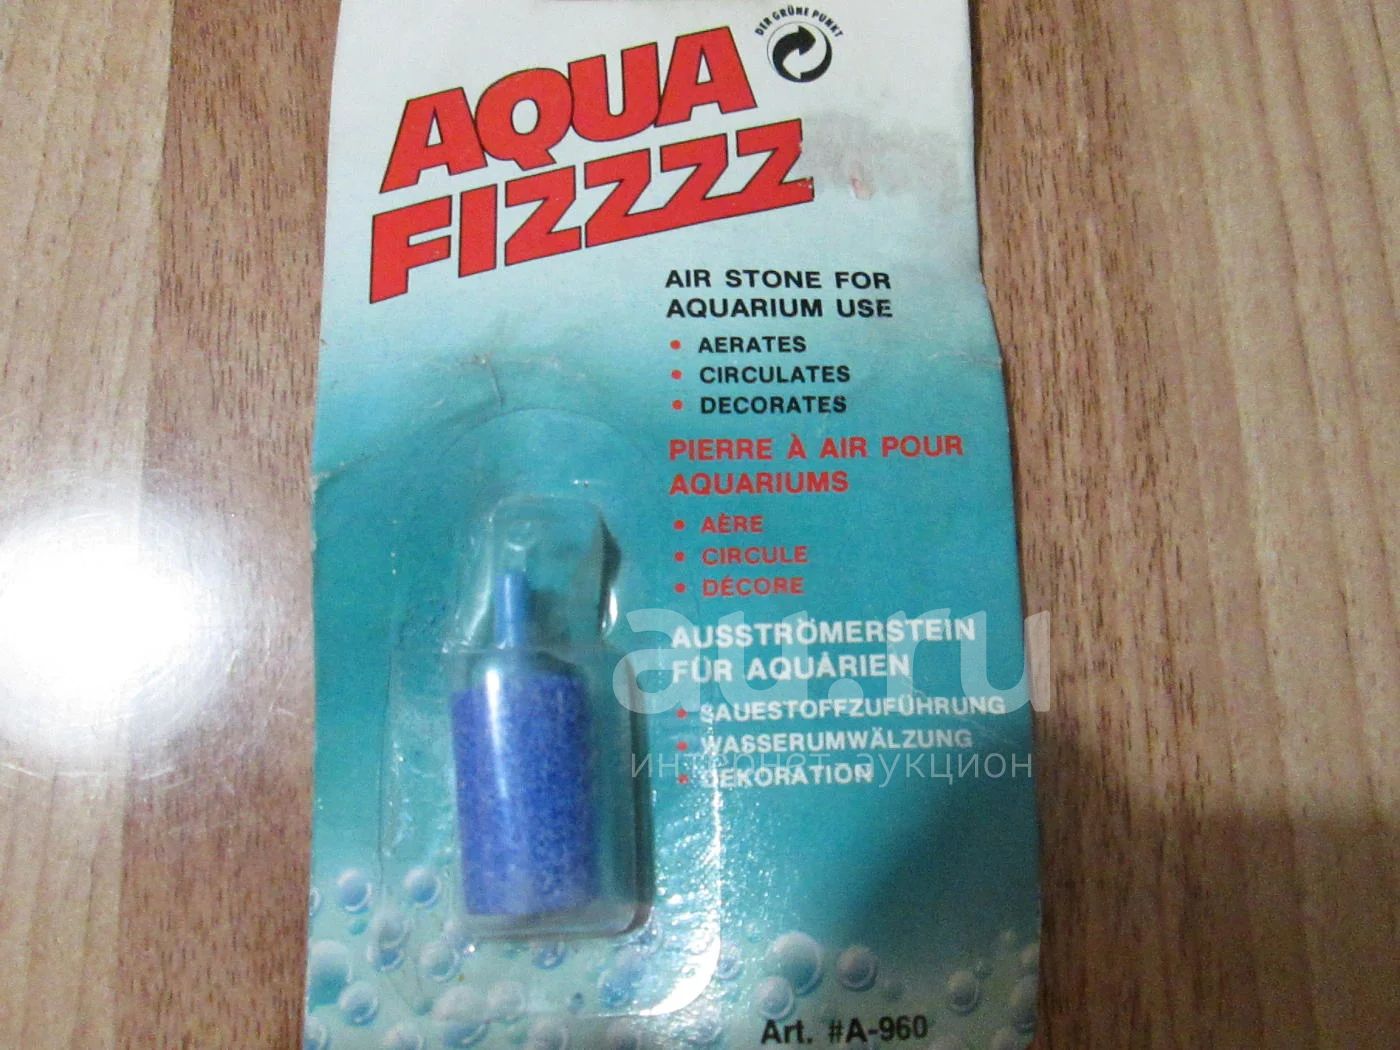 DER GRÜNE PUNKT
AQUA
FIZZZZ
AIR STONE FOR
AQUARIUM USE
• AERATES
• CIRCULATES
• DECORATES
PIERRE À AIR POUR
AQUARIUMS
• AÈRE
• CIRCULE
• DÉCORE
AUSSTRÖMERSTEIN
FÜR AQUARIEN
• SAUESTOFFZUFÜHRUNG
• WASSERUMWÄLZUNG
• DEKORATION
au.ru
интернет аукцион
Art. #A-960